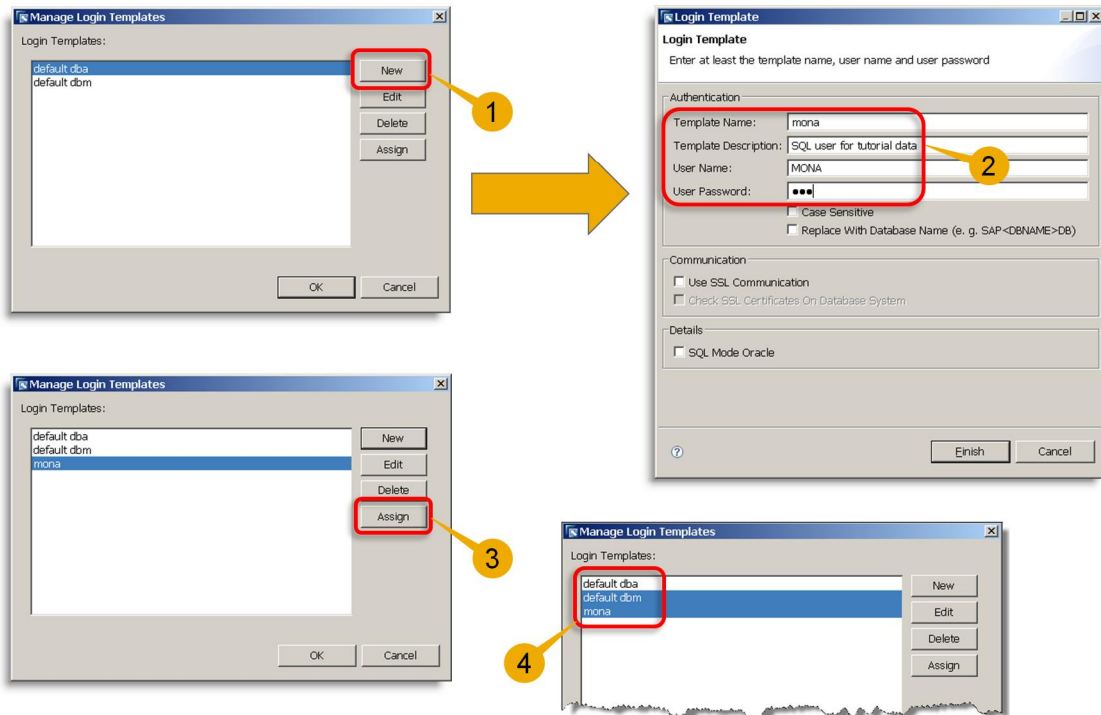 Manage Login Templates
Login Templates:
default dba
default dbm
New
Edit
Delete
Assign
OK
Cancel
1
Login Template
Login Template
Enter at least the template name, user name and user password
Authentication
Template Name: mona
Template Description: SQL user for tutorial data
User Name: MONA
User Password: ●●●
Case Sensitive
Replace With Database Name (e. g. SAP<DBNAME>DB)
2
Communication
Use SSL Communication
Check SSL Certificates On Database System
Details
SQL Mode Oracle
?
Finish
Cancel
Manage Login Templates
Login Templates:
default dba
default dbm
mona
New
Edit
Delete
Assign
3
OK
Cancel
Manage Login Templates
Login Templates:
default dba
default dbm
mona
New
Edit
Delete
Assign
4